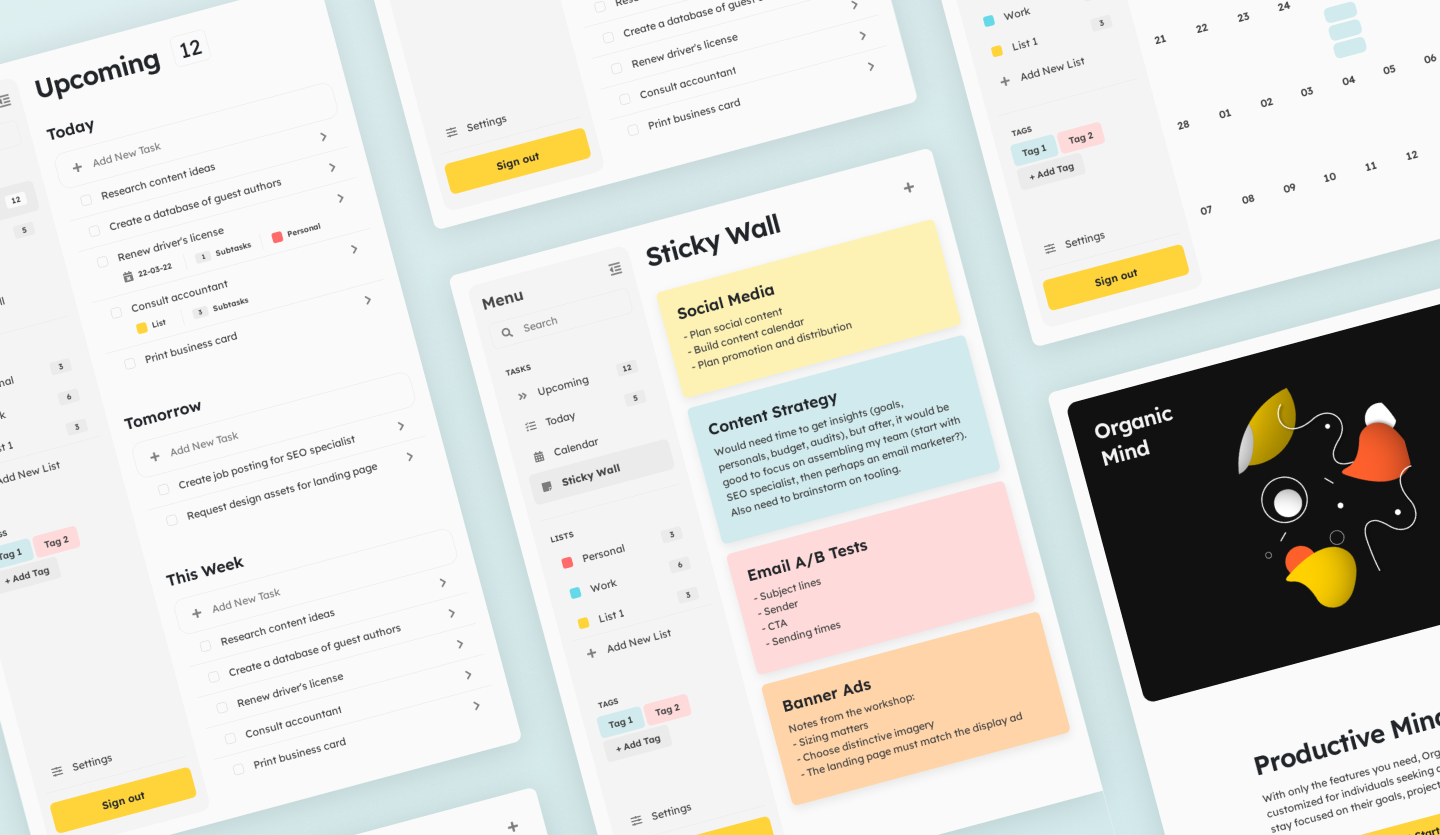 Upcoming 12
Today
Add New Task
Research content ideas
Create a database of guest authors
Renew driver's license
22-03-22
1 Subtasks
Personal
Consult accountant
List
3 Subtasks
Print business card
Tomorrow
Add New Task
Create job posting for SEO specialist
Request design assets for landing page
This Week
Add New Task
Research content ideas
Create a database of guest authors
Renew driver's license
Consult accountant
Print business card
12
5
3
6
1 3
Add New List
Tag 1 Tag 2
+ Add Tag
Settings
Sign out
Create a database of guest
Renew driver's license
Consult accountant
Print business card
Settings
Sign out
Sticky Wall
Menu
Search
TASKS
Upcoming 12
Today 5
Calendar
Sticky Wall
LISTS
Personal 3
Work 6
List 1 3
Add New List
TAGS
Tag 1 Tag 2
+ Add Tag
Settings
Social Media
- Plan social content
- Build content calendar
- Plan promotion and distribution
Content Strategy
Would need time to get insights (goals,
personals, budget, audits), but after, it would be
good to focus on assembling my team (start with
SEO specialist, then perhaps an email marketer?).
Also need to brainstorm on tooling.
Email A/B Tests
- Subject lines
- Sender
- CTA
- Sending times
Banner Ads
Notes from the workshop:
- Sizing matters
- Choose distinctive imagery
- The landing page must match the display ad
Work
List 1 3
Add New List
TAGS
Tag 1 Tag 2
+ Add Tag
Settings
Sign out
21 22 23 24
28 01 02 03 04 05 06
07 08 09 10 11 12
Organic
Mind
Productive Mind
With only the features you need,
customized for individuals seeking
stay focused on their goals,
Start